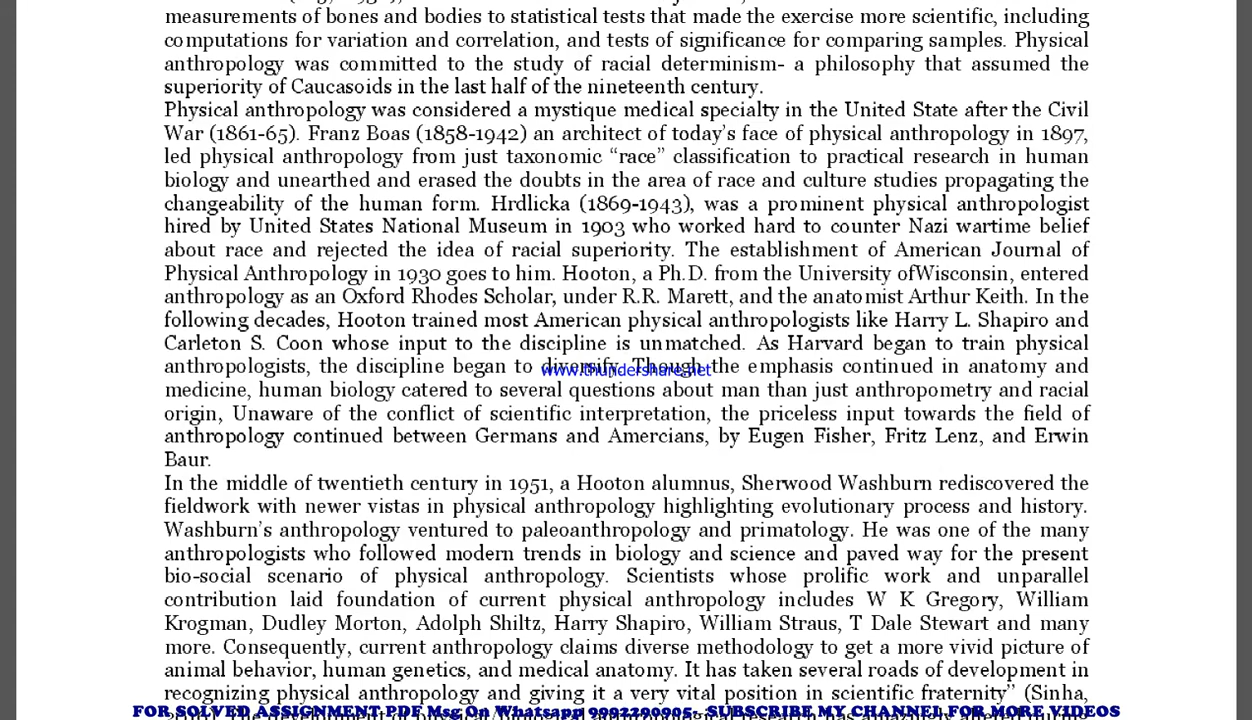 measurements of bones and bodies to statistical tests that made the exercise more scientific, including
computations for variation and correlation, and tests of significance for comparing samples. Physical
anthropology was committed to the study of racial determinism- a philosophy that assumed the
superiority of Caucasoids in the last half of the nineteenth century.
Physical anthropology was considered a mystique medical specialty in the United State after the Civil
War (1861-65). Franz Boas (1858-1942) an architect of today's face of physical anthropology in 1897,
led physical anthropology from just taxonomic “race” classification to practical research in human
biology and unearthed and erased the doubts in the area of race and culture studies propagating the
changeability of the human form. Hrdlicka (1869-1943), was a prominent physical anthropologist
hired by United States National Museum in 1903 who worked hard to counter Nazi wartime belief
about race and rejected the idea of racial superiority. The establishment of American Journal of
Physical Anthropology in 1930 goes to him. Hooton, a Ph.D. from the University ofWisconsin, entered
anthropology as an Oxford Rhodes Scholar, under R.R. Marett, and the anatomist Arthur Keith. In the
following decades, Hooton trained most American physical anthropologists like Harry L. Shapiro and
Carleton S. Coon whose input to the discipline is unmatched. As Harvard began to train physical
anthropologists, the discipline began to diversify. Though the emphasis continued in anatomy and
www.thundershare.net
medicine, human biology catered to several questions about man than just anthropometry and racial
origin, Unaware of the conflict of scientific interpretation, the priceless input towards the field of
anthropology continued between Germans and Amercians, by Eugen Fisher, Fritz Lenz, and Erwin
Baur.
In the middle of twentieth century in 1951, a Hooton alumnus, Sherwood Washburn rediscovered the
fieldwork with newer vistas in physical anthropology highlighting evolutionary process and history.
Washburn's anthropology ventured to paleoanthropology and primatology. He was one of the many
anthropologists who followed modern trends in biology and science and paved way for the present
bio-social scenario of physical anthropology. Scientists whose prolific work and unparallel
contribution laid foundation of current physical anthropology includes W K Gregory, William
Krogman, Dudley Morton, Adolph Shiltz, Harry Shapiro, William Straus, T Dale Stewart and many
more. Consequently, current anthropology claims diverse methodology to get a more vivid picture of
animal behavior, human genetics, and medical anatomy. It has taken several roads of development in
recognizing physical anthropology and giving it a very vital position in scientific fraternity” (Sinha,
FOR SOLVED ASSIGNMENT PDF Msg On Whatsapp 9992290905- SUBSCRIBE MY CHANNEL FOR MORE VIDEOS